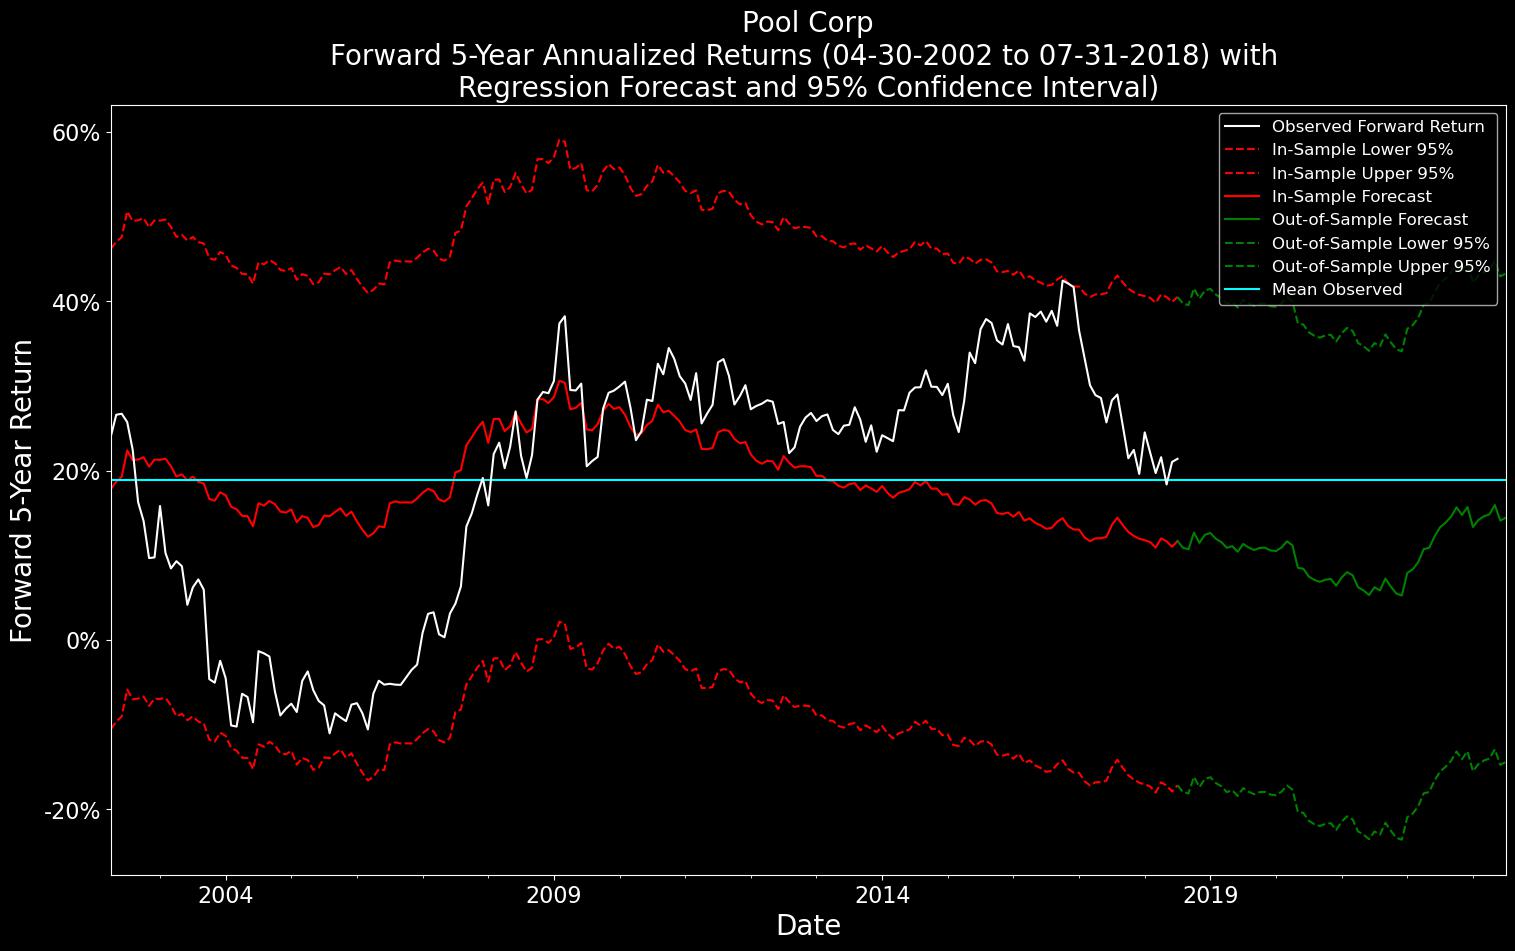 Pool Corp
Forward 5-Year Annualized Returns (04-30-2002 to 07-31-2018) with
Regression Forecast and 95% Confidence Interval)
Observed Forward Return
In-Sample Lower 95%
In-Sample Upper 95%
In-Sample Forecast
Out-of-Sample Forecast
Out-of-Sample Lower 95%
Out-of-Sample Upper 95%
Mean Observed
Forward 5-Year Return
60%
40%
20%
0%
-20%
2004
2009
2014
2019
Date